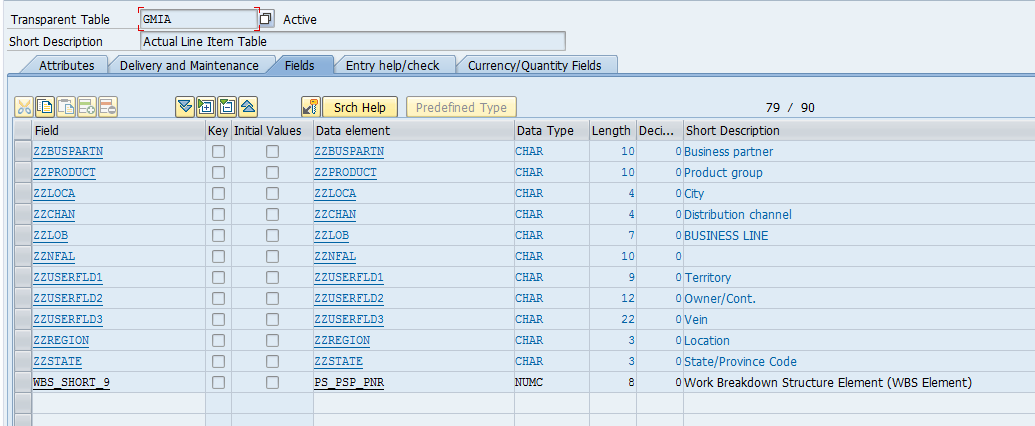 Transparent Table GMIA Active
Short Description Actual Line Item Table
Attributes Delivery and Maintenance Fields Entry help/check Currency/Quantity Fields
Srch Help Predefined Type 79 / 90
Field Key Initial Values Data element Data Type Length Deci... Short Description
ZZBUSPARTN ZZBUSPARTN CHAR 10 0 Business partner
ZZPRODUCT ZZPRODUCT CHAR 10 0 Product group
ZZLOCA ZZLOCA CHAR 4 0 City
ZZCHAN ZZCHAN CHAR 4 0 Distribution channel
ZZLOB ZZLOB CHAR 7 0 BUSINESS LINE
ZZNFAL ZZNFAL CHAR 10 0
ZZUSERFLD1 ZZUSERFLD1 CHAR 9 0 Territory
ZZUSERFLD2 ZZUSERFLD2 CHAR 12 0 Owner/Cont.
ZZUSERFLD3 ZZUSERFLD3 CHAR 22 0 Vein
ZZREGION ZZREGION CHAR 3 0 Location
ZZSTATE ZZSTATE CHAR 3 0 State/Province Code
WBS_SHORT_9 PS_PSP_PNR NUMC 8 0 Work Breakdown Structure Element (WBS Element)